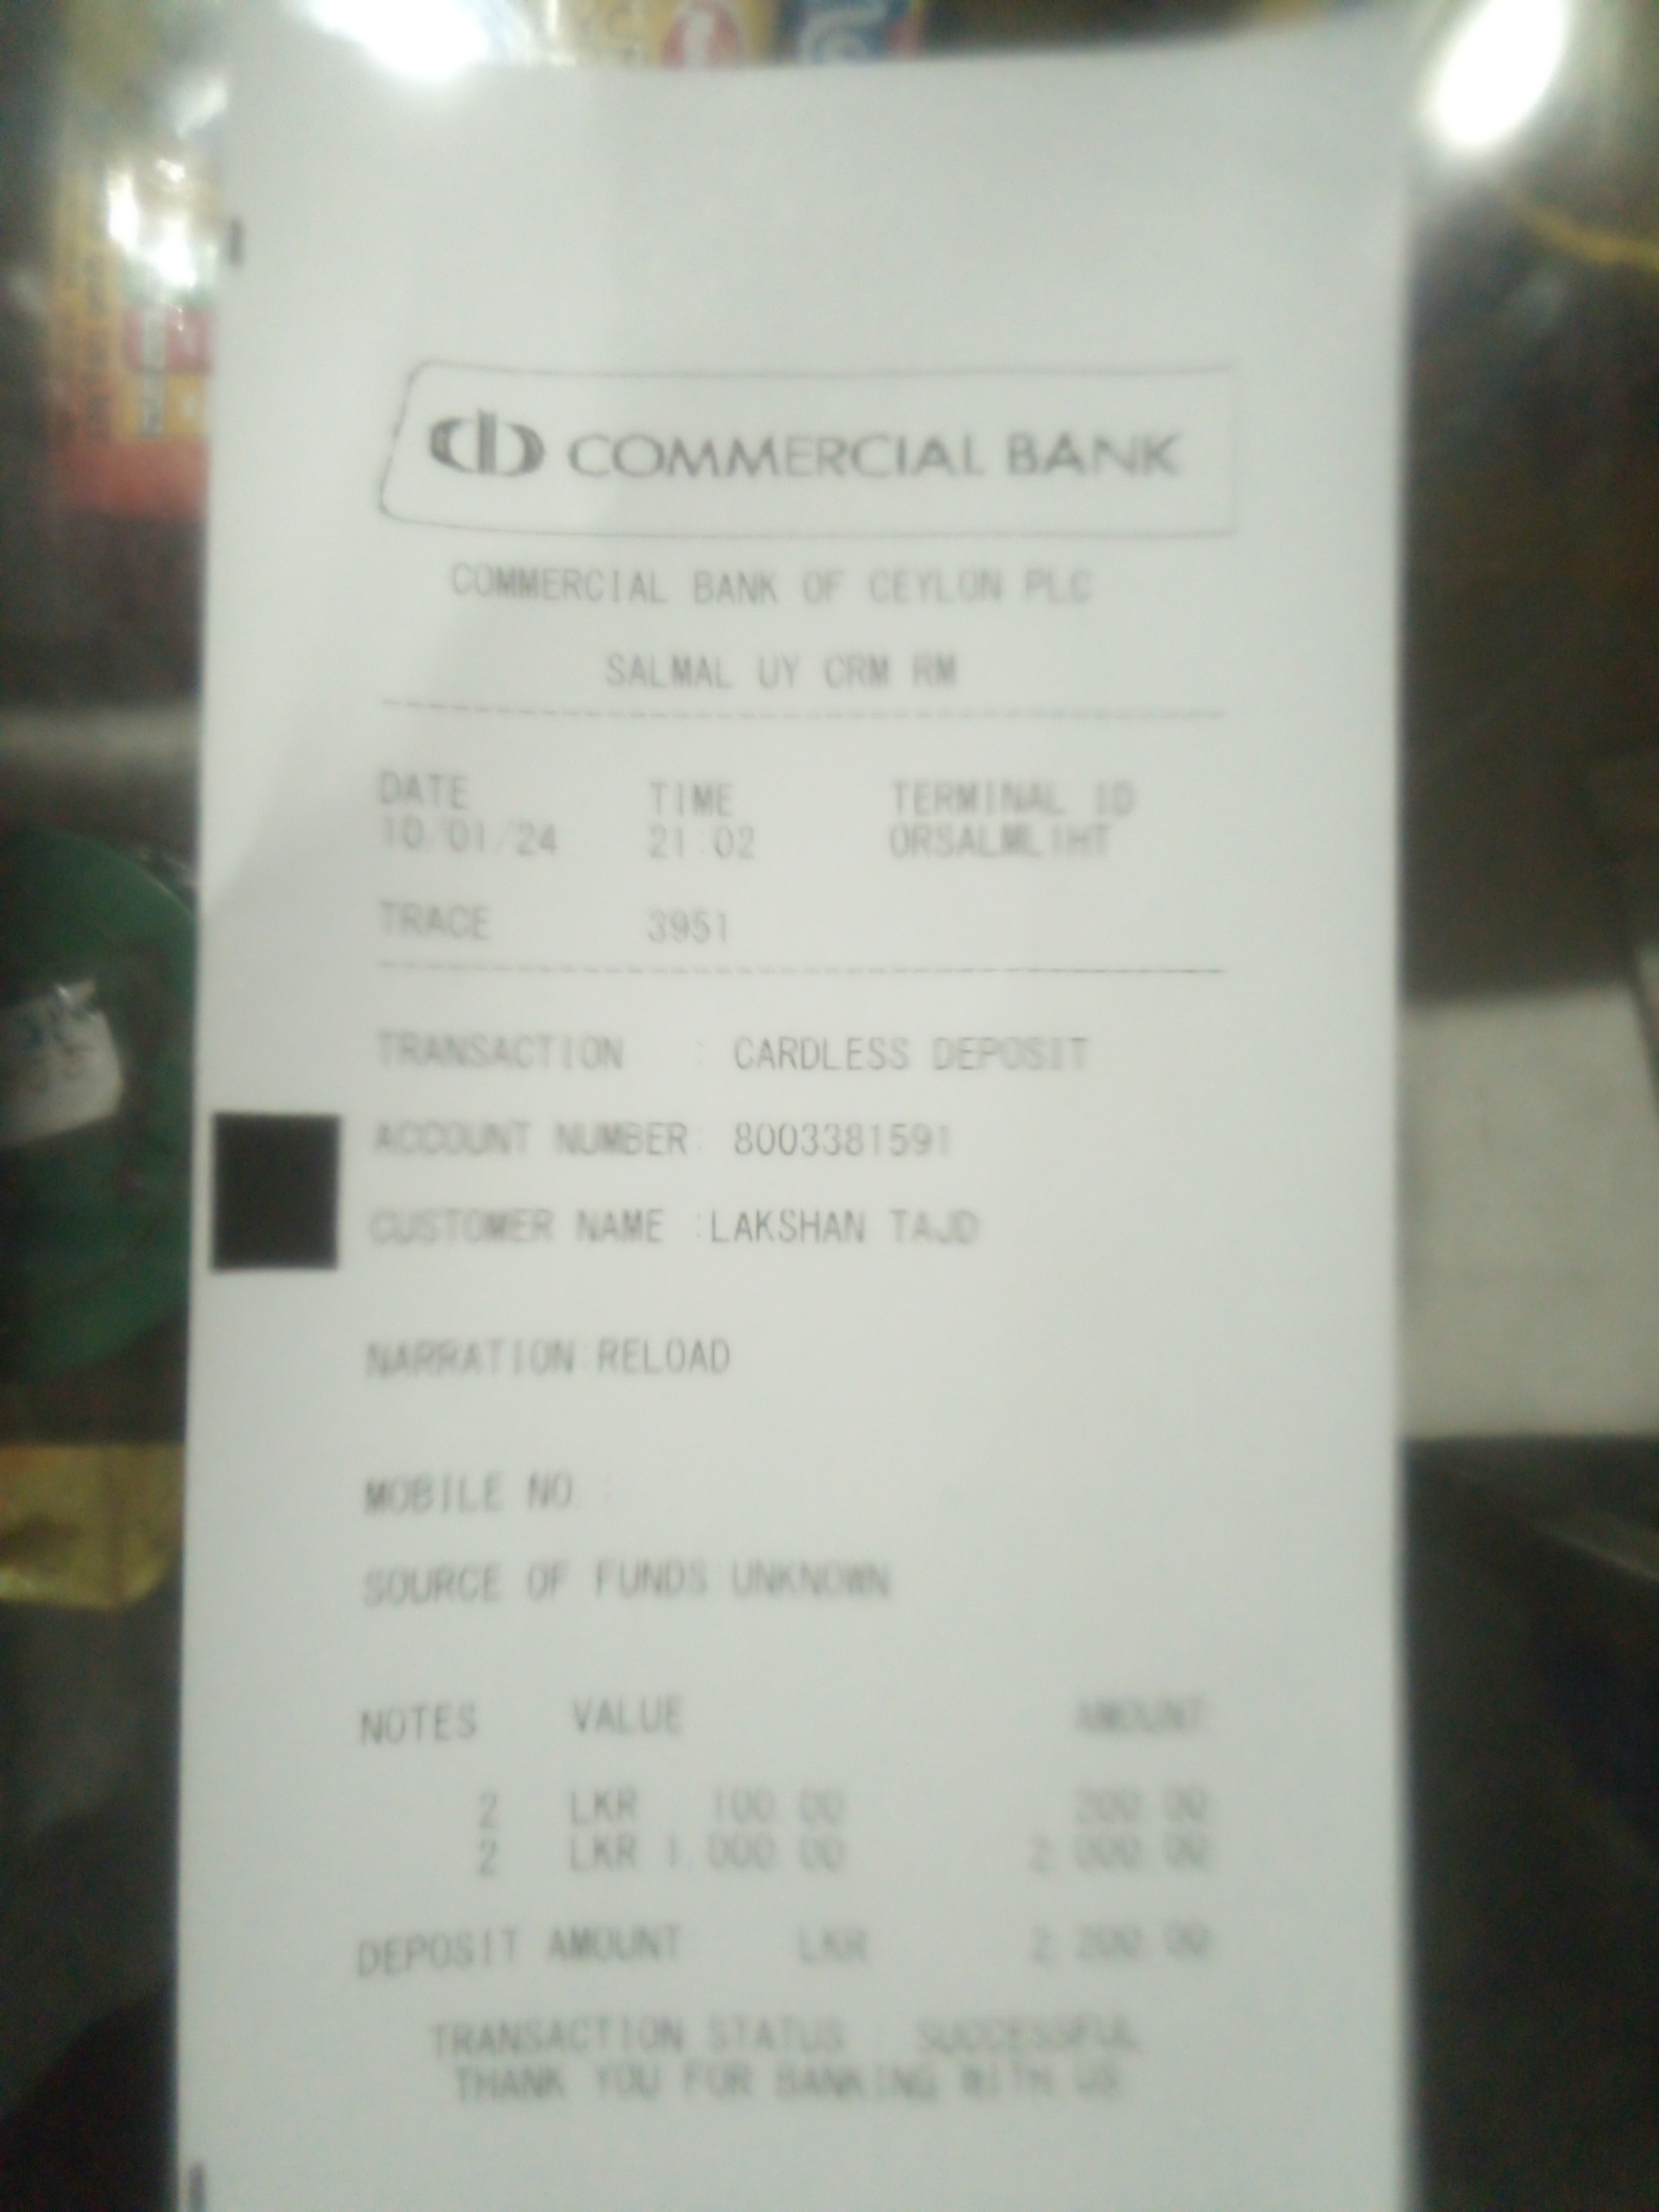 COMMERCIAL BANK
COMMERCIAL BANK OF CEYLON PLC
SALMAL UY CRM RM
DATE TIME TERMINAL ID
10/01/24 21:02 ORSALML1HT
TRACE 3951
TRANSACTION : CARDLESS DEPOSIT
ACCOUNT NUMBER: 8003381591
CUSTOMER NAME :LAKSHAN TAJD
NARRATION:RELOAD
MOBILE NO :
SOURCE OF FUNDS:UNKNOWN
NOTES VALUE AMOUNT
2 LKR 100.00 200.00
2 LKR 1,000.00 2,000.00
DEPOSIT AMOUNT LKR 2,200.00
TRANSACTION STATUS : SUCCESSFUL
THANK YOU FOR BANKING WITH US